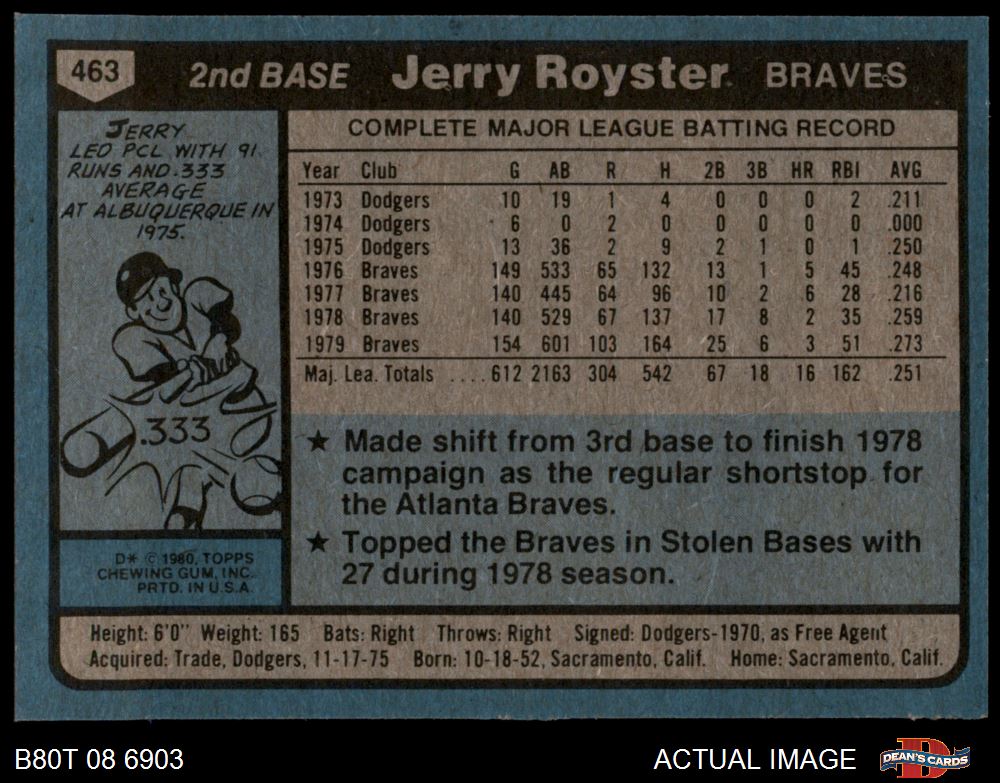 463 2nd BASE Jerry Royster BRAVES
JERRY
LED PCL WITH 91
RUNS AND .333
AVERAGE
AT ALBUQUERQUE IN
1975.
.333
D* © 1980, TOPPS
CHEWING GUM, INC.
PRTD. IN U.S.A.
COMPLETE MAJOR LEAGUE BATTING RECORD
Year Club G AB R H 2B 3B HR RBI AVG
1973 Dodgers 10 19 1 4 0 0 0 2 .211
1974 Dodgers 6 0 2 0 0 0 0 0 .000
1975 Dodgers 13 36 2 9 2 1 0 1 .250
1976 Braves 149 533 65 132 13 1 5 45 .248
1977 Braves 140 445 64 96 10 2 6 28 .216
1978 Braves 140 529 67 137 17 8 2 35 .259
1979 Braves 154 601 103 164 25 6 3 51 .273
Maj. Lea. Totals ....612 2163 304 542 67 18 16 162 .251
★ Made shift from 3rd base to finish 1978
campaign as the regular shortstop for
the Atlanta Braves.
★ Topped the Braves in Stolen Bases with
27 during 1978 season.
Height: 6'0" Weight: 165 Bats: Right Throws: Right Signed: Dodgers-1970, as Free Agent
Acquired: Trade, Dodgers, 11-17-75 Born: 10-18-52, Sacramento, Calif. Home: Sacramento, Calif.
B80T 08 6903 ACTUAL IMAGE D DEAN'S CARDS